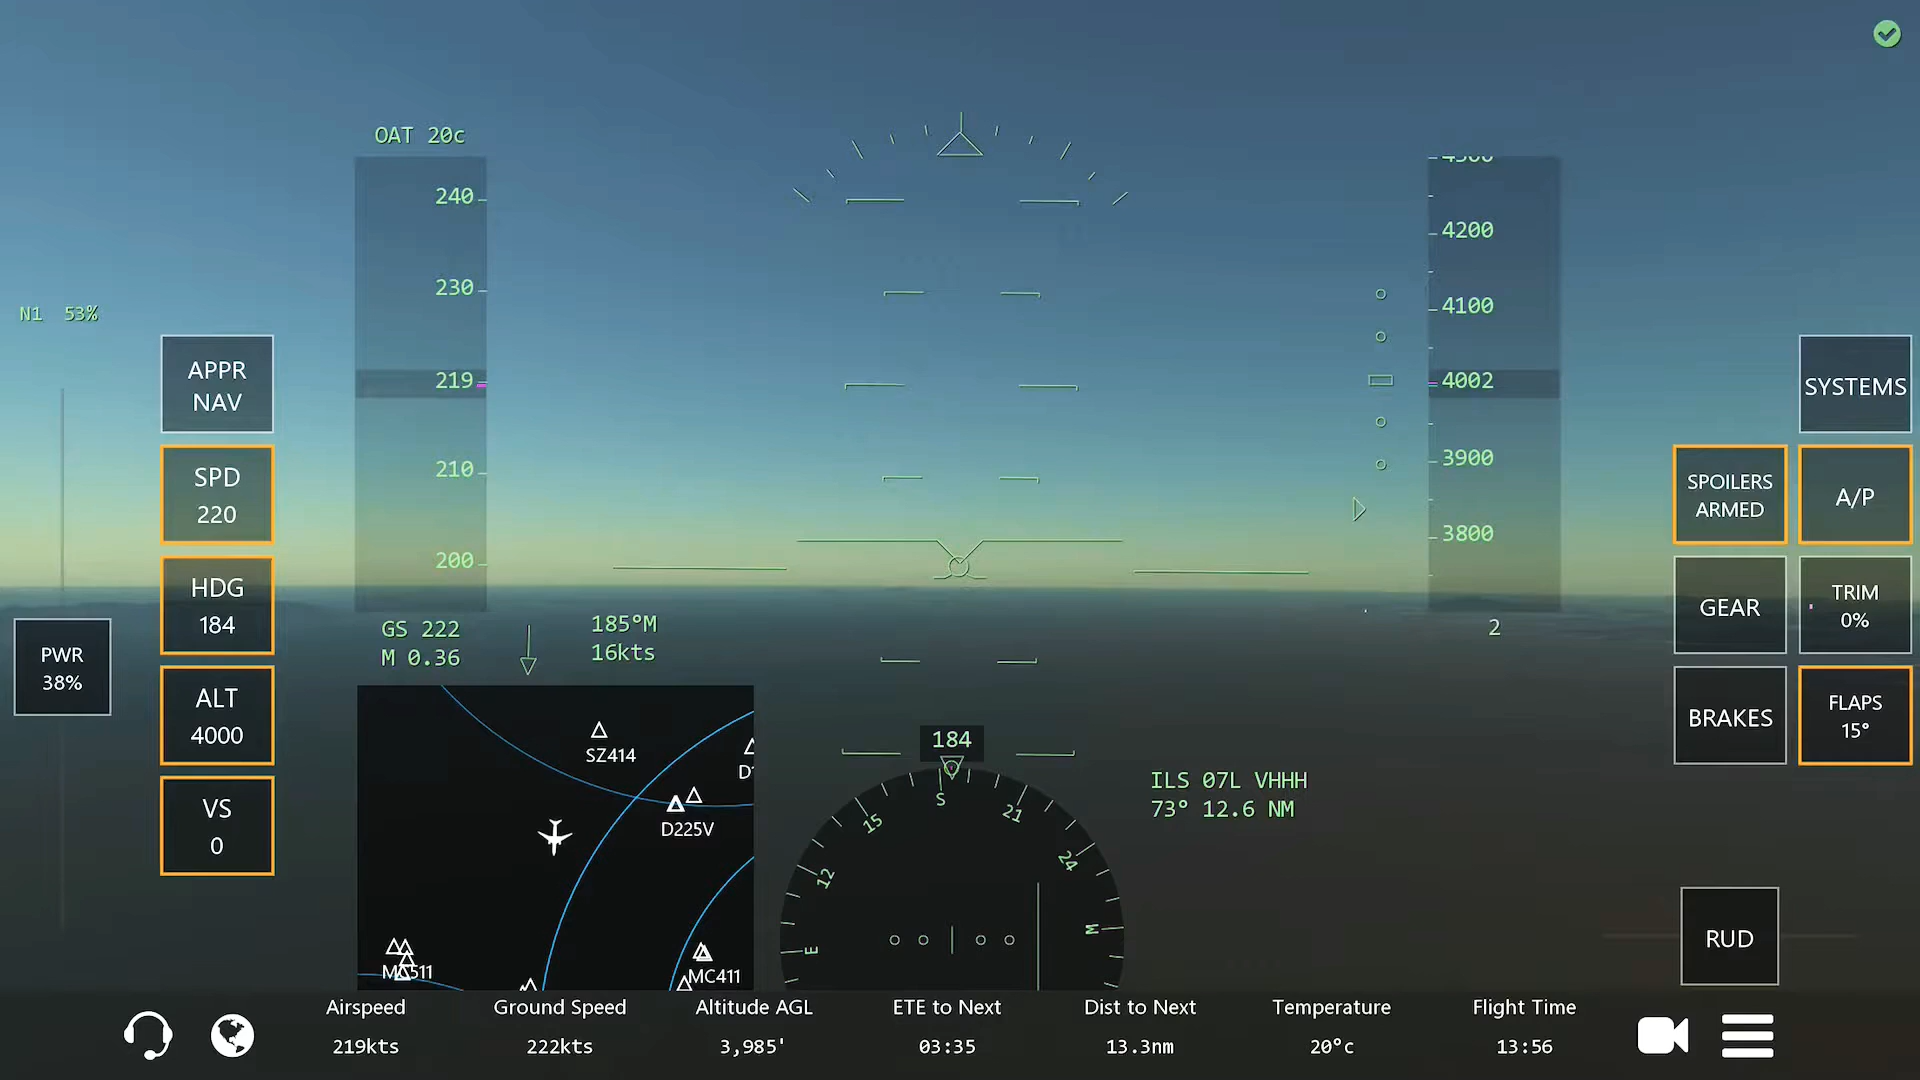 OAT 20c
240
230
219
210
200
N1 53%
APPR
NAV
SPD
220
HDG
184
ALT
4000
VS
0
PWR
38%
GS 222
M 0.36
185°M
16kts
4200
4100
4002
3900
3800
2
SYSTEMS
SPOILERS
ARMED
A/P
GEAR
TRIM
0%
BRAKES
FLAPS
15°
RUD
SZ414
D225V
MC511
MC411
184
S
15
21
12
24
E
ILS 07L VHHH
73° 12.6 NM
Airspeed
219kts
Ground Speed
222kts
Altitude AGL
3,985'
ETE to Next
03:35
Dist to Next
13.3nm
Temperature
20°c
Flight Time
13:56